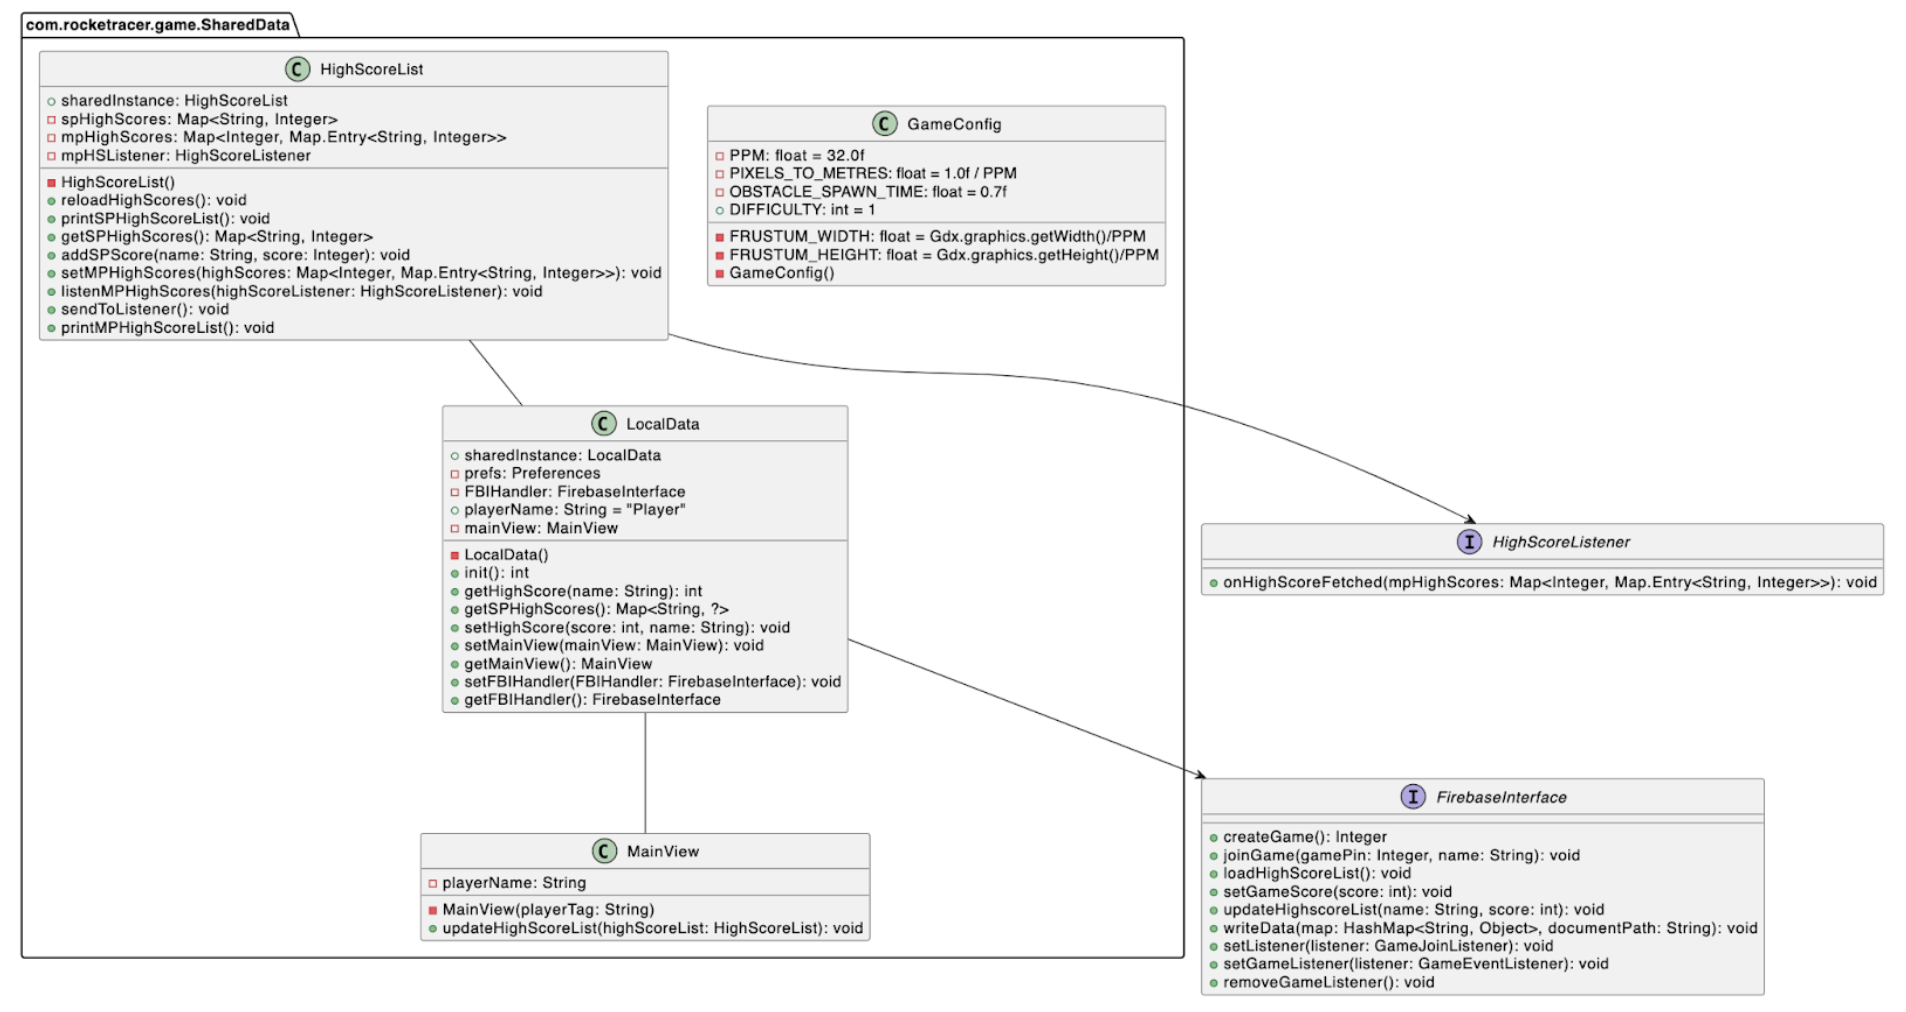 com.rocketracer.game.SharedData
C HighScoreList
sharedInstance: HighScoreList
spHighScores: Map<String, Integer>
mpHighScores: Map<Integer, Map.Entry<String, Integer>>
mpHSListener: HighScoreListener
HighScoreList()
reloadHighScores(): void
printSPHighScoreList(): void
getSPHighScores(): Map<String, Integer>
addSPScore(name: String, score: Integer): void
setMPHighScores(highScores: Map<Integer, Map.Entry<String, Integer>>): void
listenMPHighScores(highScoreListener: HighScoreListener): void
sendToListener(): void
printMPHighScoreList(): void
C GameConfig
PPM: float = 32.0f
PIXELS_TO_METRES: float = 1.0f / PPM
OBSTACLE_SPAWN_TIME: float = 0.7f
DIFFICULTY: int = 1
FRUSTUM_WIDTH: float = Gdx.graphics.getWidth()/PPM
FRUSTUM_HEIGHT: float = Gdx.graphics.getHeight()/PPM
GameConfig()
C LocalData
sharedInstance: LocalData
prefs: Preferences
FBIHandler: FirebaseInterface
playerName: String = "Player"
mainView: MainView
LocalData()
init(): int
getHighScore(name: String): int
getSPHighScores(): Map<String, ?>
setHighScore(score: int, name: String): void
setMainView(mainView: MainView): void
getMainView(): MainView
setFBIHandler(FBIHandler: FirebaseInterface): void
getFBIHandler(): FirebaseInterface
I HighScoreListener
onHighScoreFetched(mpHighScores: Map<Integer, Map.Entry<String, Integer>>): void
C MainView
playerName: String
MainView(playerTag: String)
updateHighScoreList(highScoreList: HighScoreList): void
I FirebaseInterface
createGame(): Integer
joinGame(gamePin: Integer, name: String): void
loadHighScoreList(): void
setGameScore(score: int): void
updateHighscoreList(name: String, score: int): void
writeData(map: HashMap<String, Object>, documentPath: String): void
setListener(listener: GameJoinListener): void
setGameListener(listener: GameEventListener): void
removeGameListener(): void